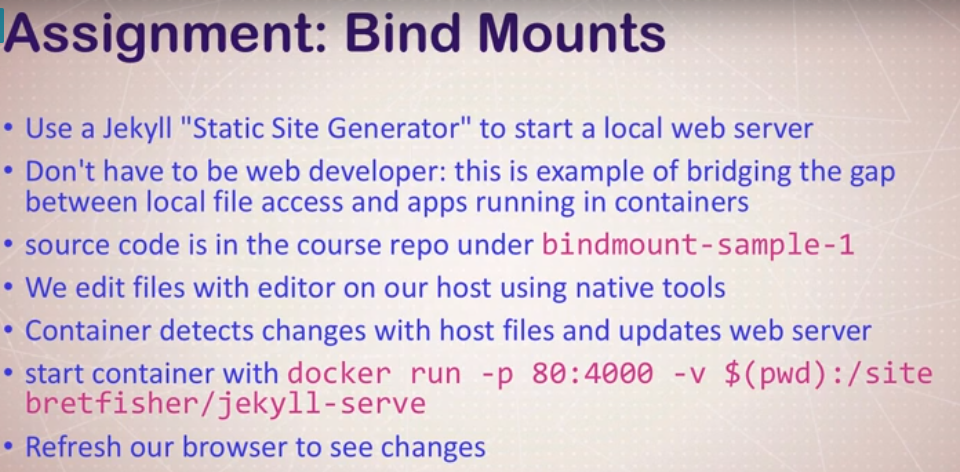 Assignment: Bind Mounts
• Use a Jekyll "Static Site Generator" to start a local web server
• Don't have to be web developer: this is example of bridging the gap
between local file access and apps running in containers
• source code is in the course repo under bindmount-sample-1
• We edit files with editor on our host using native tools
• Container detects changes with host files and updates web server
• start container with docker run -p 80:4000 -v $(pwd):/site
bretfisher/jekyll-serve
• Refresh our browser to see changes